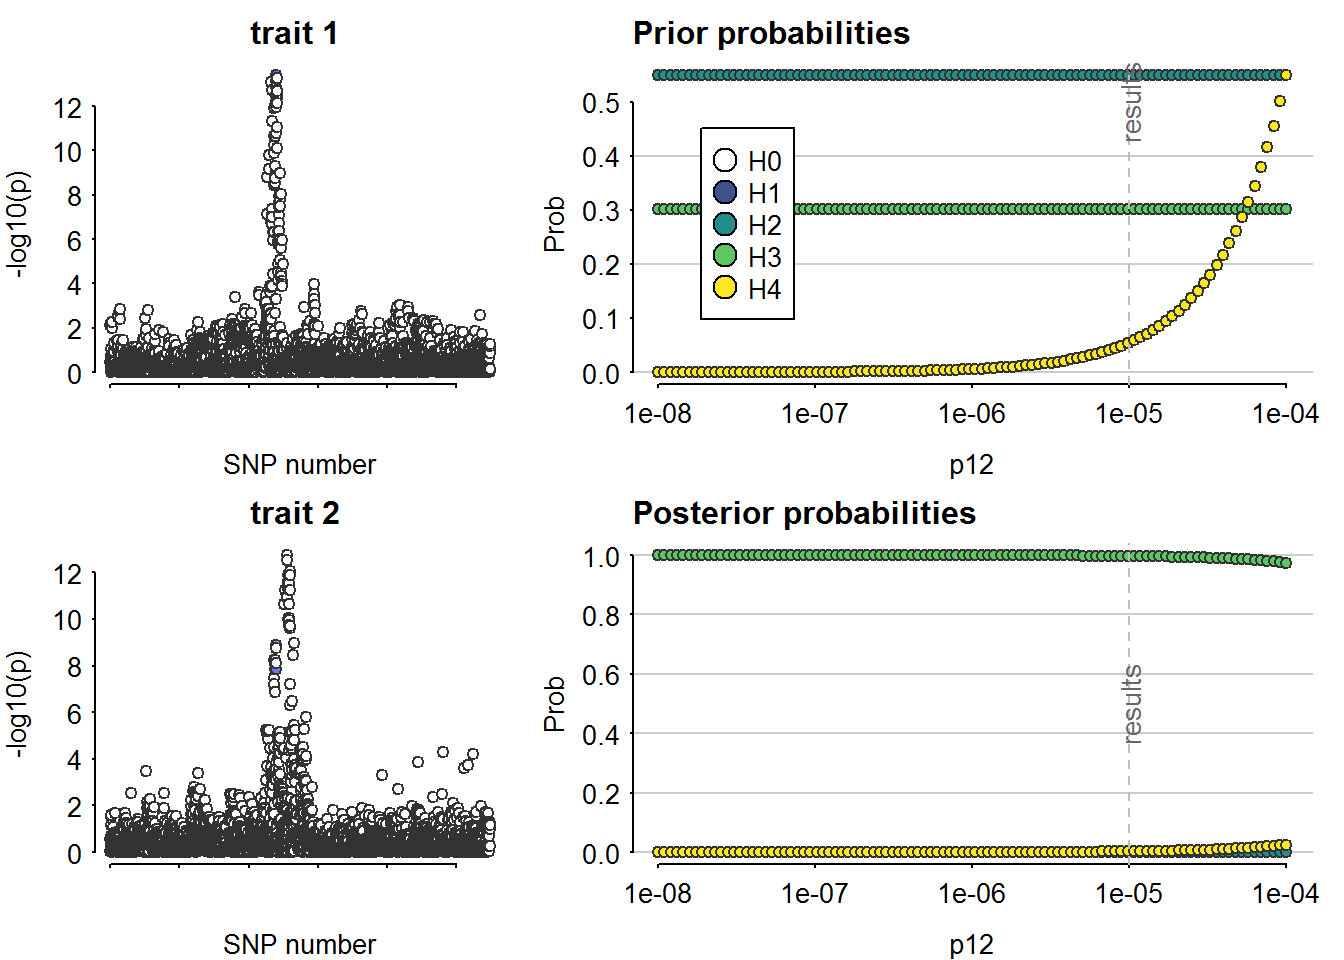 trait 1
12
10
8
6
4
2
0
-log10(p)
SNP number
Prior probabilities
0.5
0.4
0.3
0.2
0.1
0.0
Prob
H0
H1
H2
H3
H4
results
1e-08 1e-07 1e-06 1e-05 1e-04
p12
trait 2
12
10
8
6
4
2
0
-log10(p)
SNP number
Posterior probabilities
1.0
0.8
0.6
0.4
0.2
0.0
Prob
results
1e-08 1e-07 1e-06 1e-05 1e-04
p12